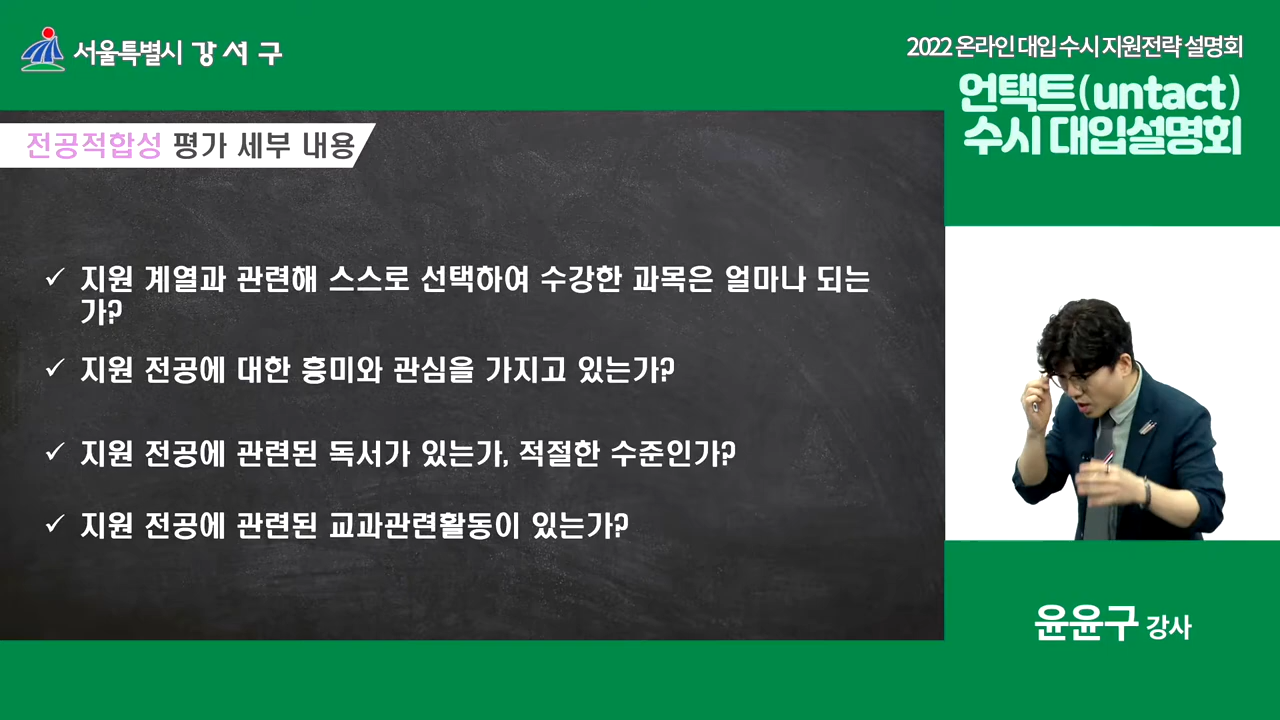 서울특별시 강서구
2022 온라인 대입 수시 지원전략 설명회
언택트(untact)
수시 대입설명회
전공적합성 평가 세부 내용
✓ 지원 계열과 관련해 스스로 선택하여 수강한 과목은 얼마나 되는
가?
✓ 지원 전공에 대한 흥미와 관심을 가지고 있는가?
✓ 지원 전공에 관련된 독서가 있는가, 적절한 수준인가?
✓ 지원 전공에 관련된 교과관련활동이 있는가?
윤윤구 강사